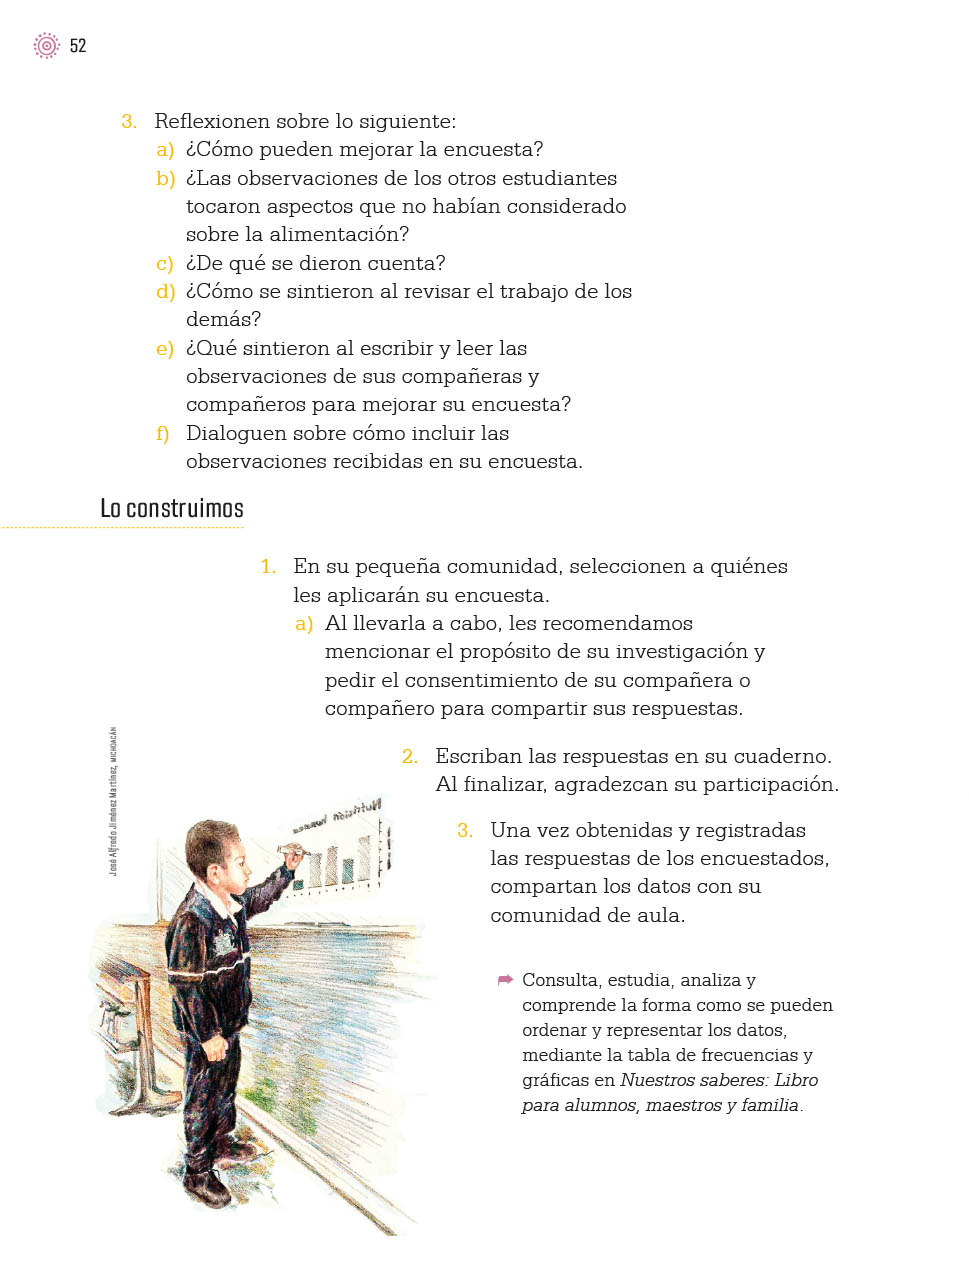 52
3. Reflexionen sobre lo siguiente:
a) ¿Cómo pueden mejorar la encuesta?
b) ¿Las observaciones de los otros estudiantes
tocaron aspectos que no habían considerado
sobre la alimentación?
c) ¿De qué se dieron cuenta?
d) ¿Cómo se sintieron al revisar el trabajo de los
demás?
e) ¿Qué sintieron al escribir y leer las
observaciones de sus compañeras y
compañeros para mejorar su encuesta?
f) Dialoguen sobre cómo incluir las
observaciones recibidas en su encuesta.
Lo construimos
1. En su pequeña comunidad, seleccionen a quiénes
les aplicarán su encuesta.
a) Al llevarla a cabo, les recomendamos
mencionar el propósito de su investigación y
pedir el consentimiento de su compañera o
compañero para compartir sus respuestas.
2. Escriban las respuestas en su cuaderno.
Al finalizar, agradezcan su participación.
3. Una vez obtenidas y registradas
las respuestas de los encuestados,
compartan los datos con su
comunidad de aula.
Consulta, estudia, analiza y
comprende la forma como se pueden
ordenar y representar los datos,
mediante la tabla de frecuencias y
gráficas en Nuestros saberes: Libro
para alumnos, maestros y familia.
José Alfredo Jiménez Martínez, MICHOACÁN